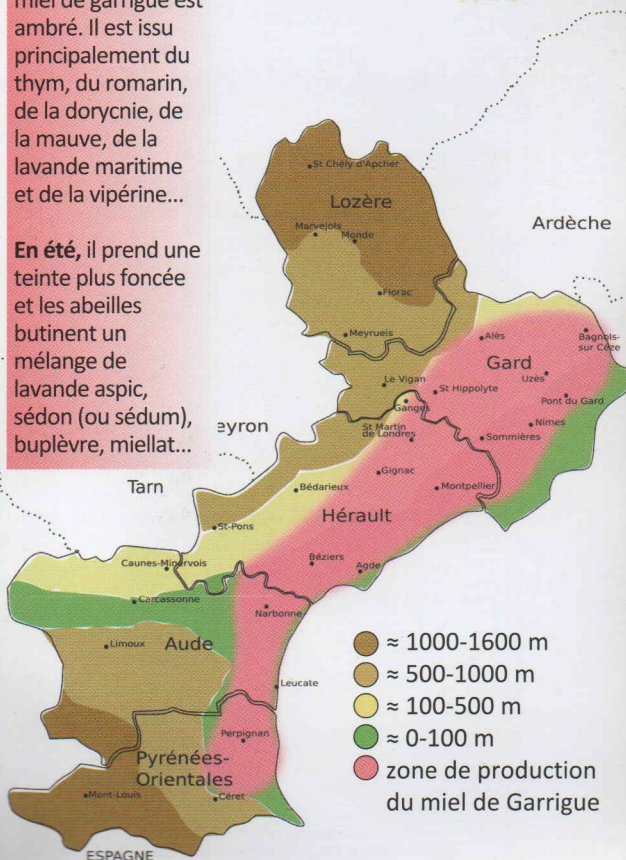 miel de garrigue est
ambré. Il est issu
principalement du
thym, du romarin,
de la dorycnie, de
la mauve, de la
lavande maritime
et de la vipérine...
En été, il prend une
teinte plus foncée
et les abeilles
butinent un
mélange de
lavande aspic,
sédon (ou sédum),
buplèvre, miellat...
St Chély d'Apcher
Lozère
Marvejols
Mende
Ardèche
Florac
Meyrueis
Alès
Bagnols-
sur Cèze
Gard
Uzès
Le Vigan
St Hippolyte
Pont du Gard
Ganges
Nimes
eyron
St Martin
de Londres
Sommières
Gignac
Tarn
Bédarieux
Montpellier
Hérault
St-Pons
Béziers
Agde
Caunes-Minervois
Carcassonne
Narbonne
Limoux
Aude
Leucate
Perpignan
Pyrénées-
Orientales
Mont-Louis
Céret
ESPAGNE
≈ 1000-1600 m
≈ 500-1000 m
≈ 100-500 m
≈ 0-100 m
zone de production
du miel de Garrigue